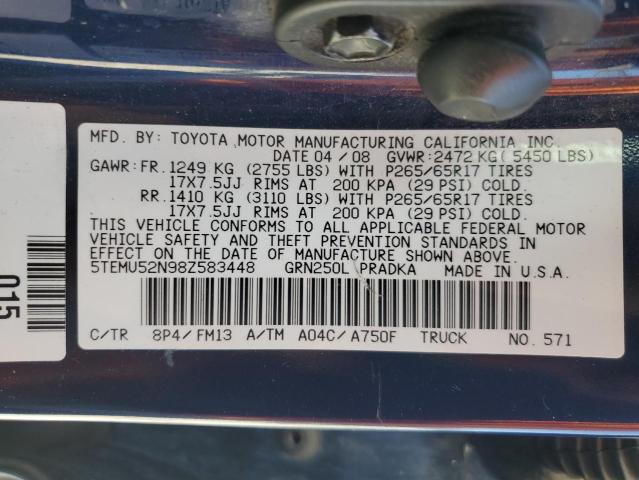 MFD. BY: TOYOTA MOTOR MANUFACTURING CALIFORNIA, INC.
DATE 04/08 GVWR:2472 KG( 5450 LBS)
GAWR:FR.1249 KG (2755 LBS) WITH P265/65R17 TIRES
17X7.5JJ RIMS AT 200 KPA (29 PSI) COLD.
RR.1410 KG (3110 LBS) WITH P265/65R17 TIRES
17X7.5JJ RIMS AT 200 KPA (29 PSI) COLD.
THIS VEHICLE CONFORMS TO ALL APPLICABLE FEDERAL MOTOR
VEHICLE SAFETY AND THEFT PREVENTION STANDARDS IN
EFFECT ON THE DATE OF MANUFACTURE SHOWN ABOVE.
5TEMU52N98Z583448 GRN250L PRADKA MADE IN U.S.A.
C/TR 8P4/FM13 A/TM A04C/A750F TRUCK NO.571
015